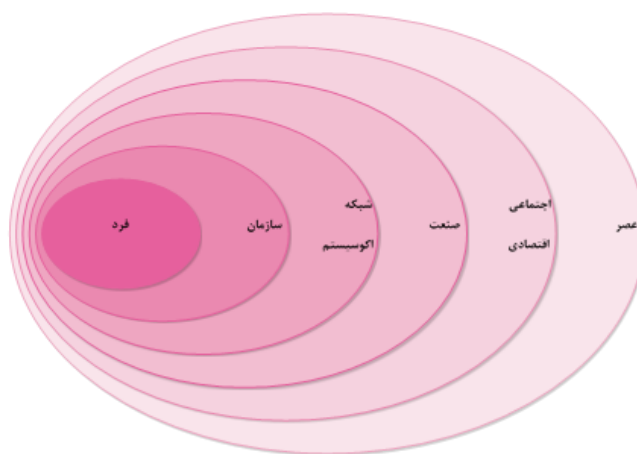 فرد
سازمان
شبکه
اکوسیستم
صنعت
اجتماعی
اقتصادی
عصر